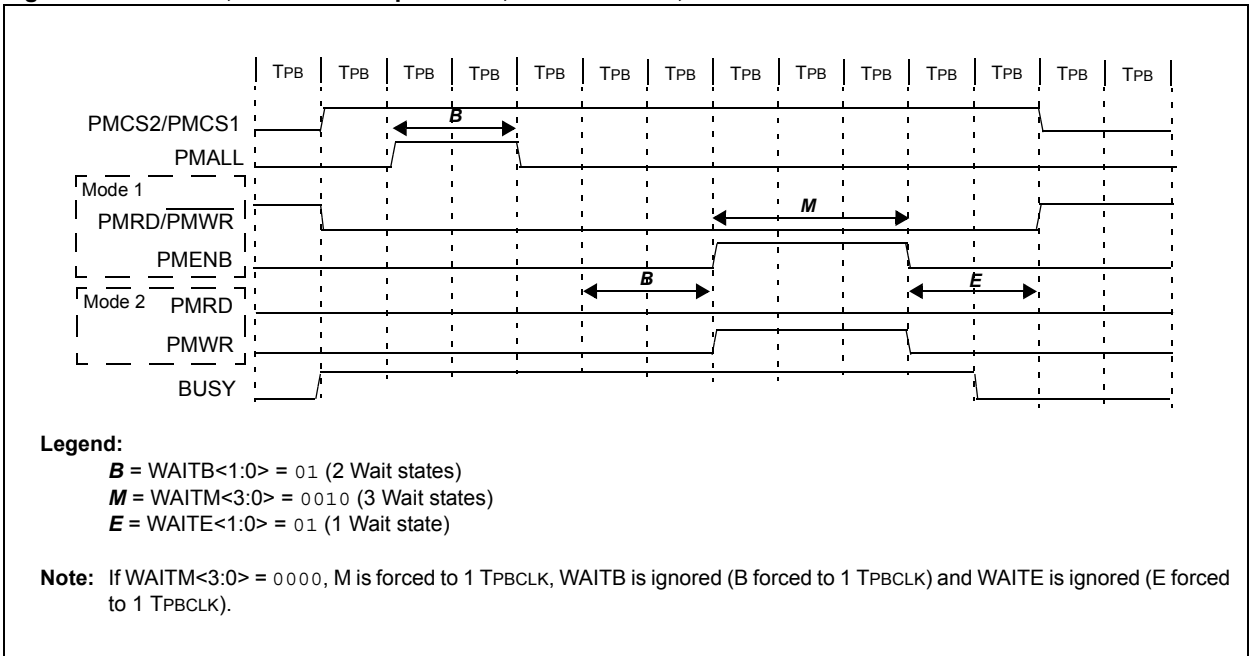 TPB TPB TPB TPB TPB TPB TPB TPB TPB TPB TPB TPB TPB TPB
PMCS2/PMCS1
B
PMALL
Mode 1
PMRD/PMWR
M
PMENB
B
E
Mode 2
PMRD
PMWR
BUSY
Legend:
B = WAITB<1:0> = 01 (2 Wait states)
M = WAITM<3:0> = 0010 (3 Wait states)
E = WAITE<1:0> = 01 (1 Wait state)
Note: If WAITM<3:0> = 0000, M is forced to 1 TPBCLK, WAITB is ignored (B forced to 1 TPBCLK) and WAITE is ignored (E forced
to 1 TPBCLK).